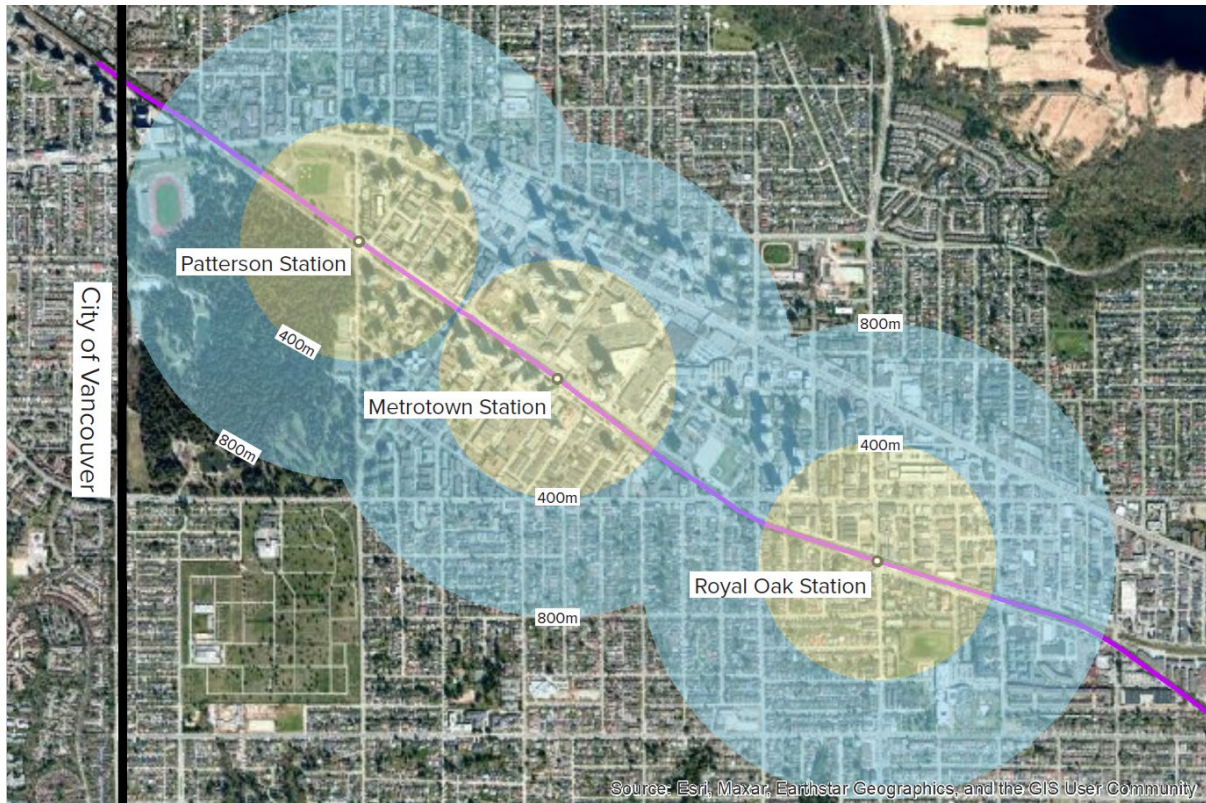 Patterson Station
400m
800m
City of Vancouver
Metrotown Station
400m
800m
800m
400m
Royal Oak Station
Source: Esri, Maxar, Earthstar Geographics, and the GIS User Community